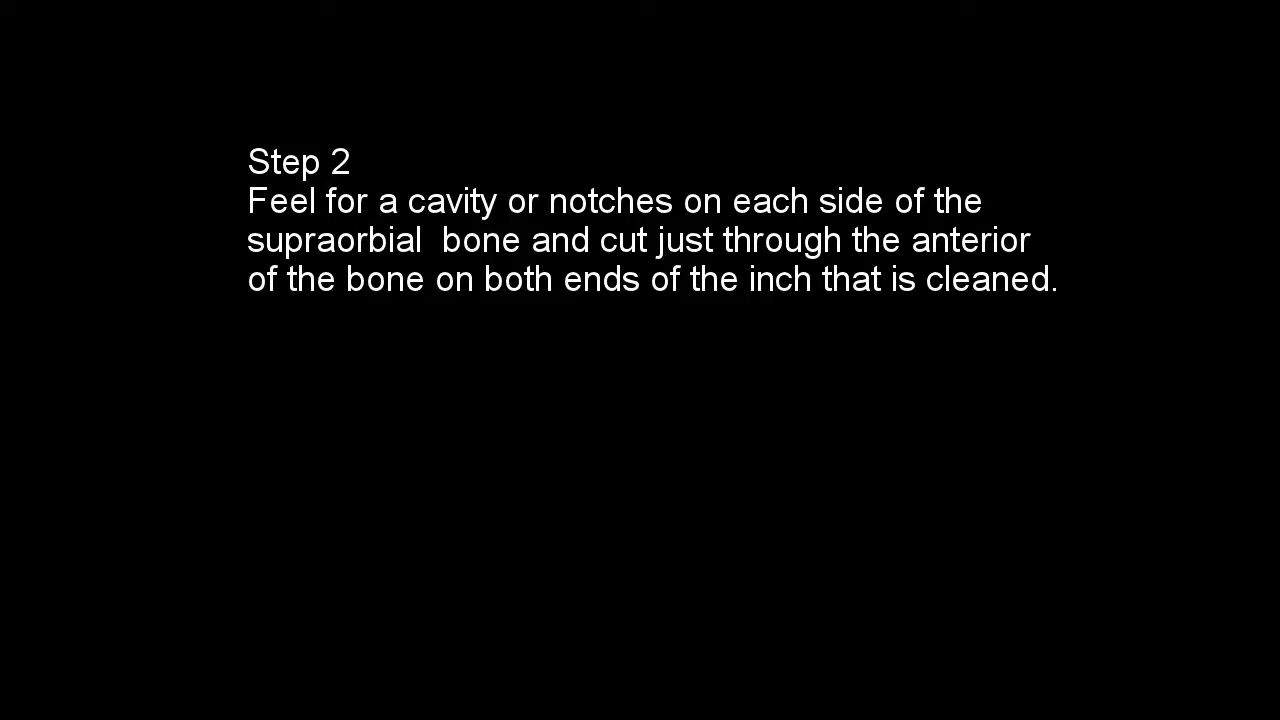 Step 2
Feel for a cavity or notches on each side of the
supraorbial  bone and cut just through the anterior
of the bone on both ends of the inch that is cleaned.